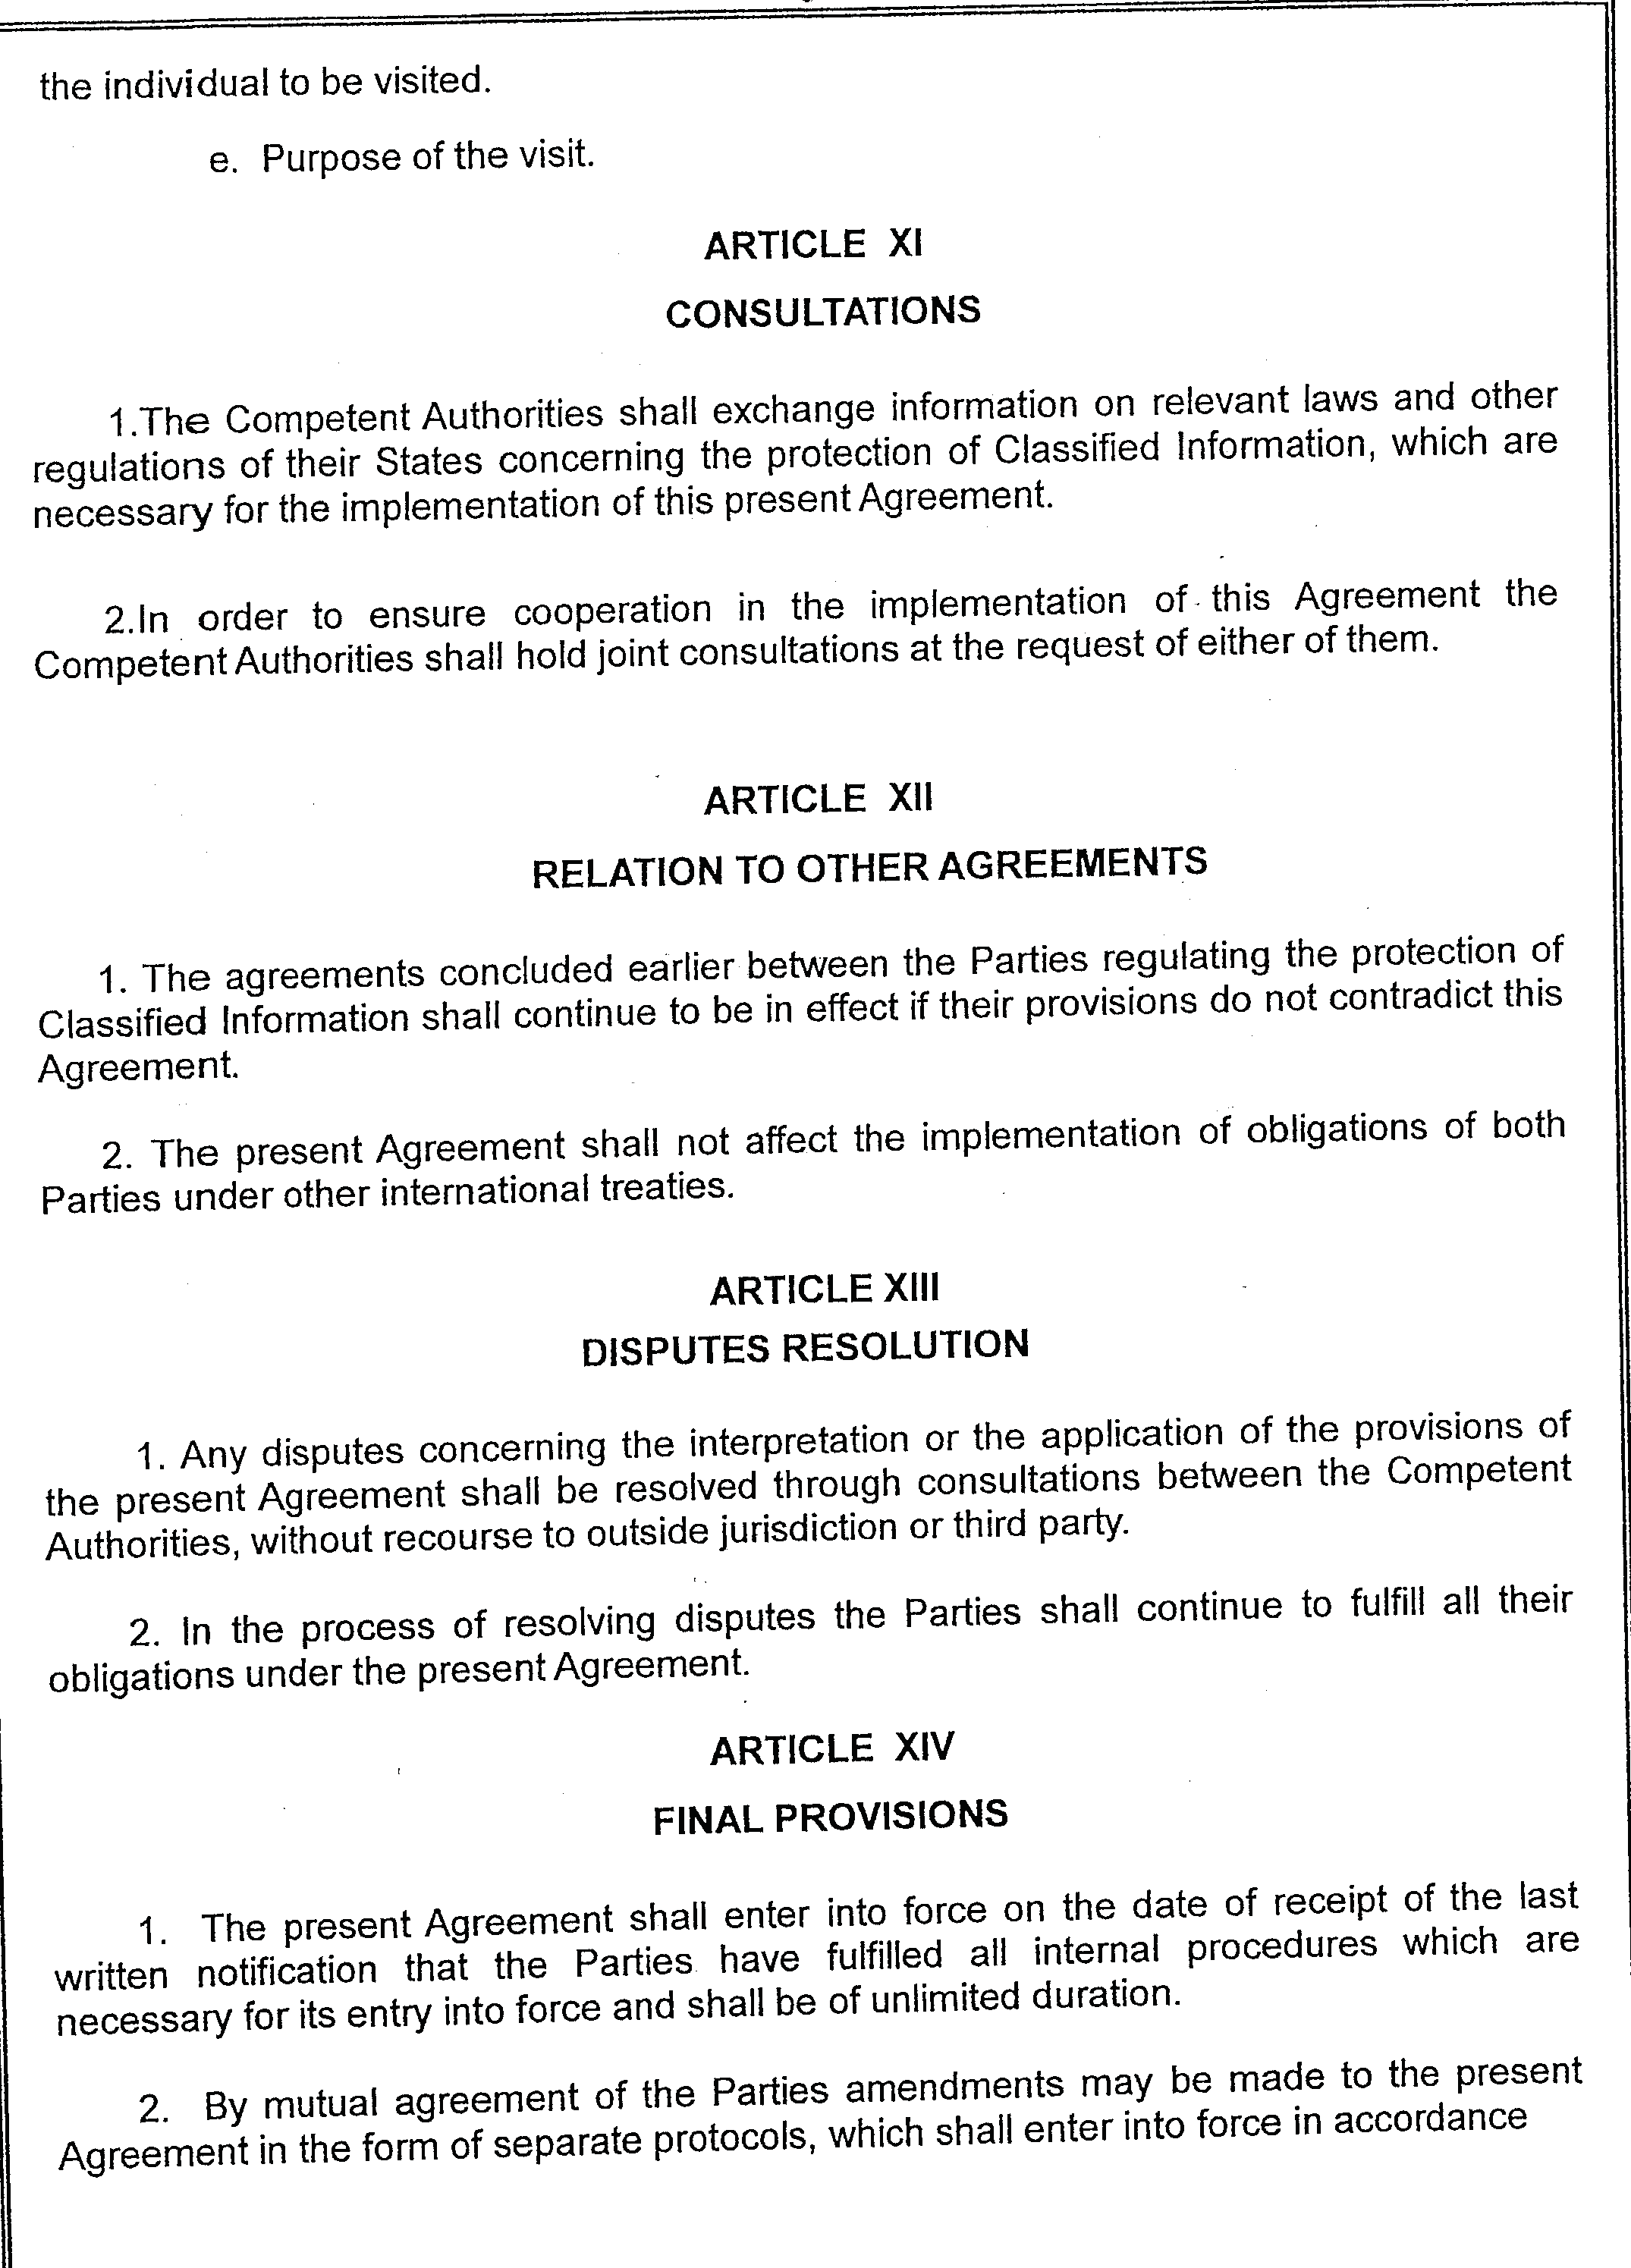 the individual to be visited.
e. Purpose of the visit.
ARTICLE XI
CONSULTATIONS
1.The Competent Authorities shall exchange information on relevant laws and other
regulations of their States concerning the protection of Classified Information, which are
necessary for the implementation of this present Agreement.
2.In order to ensure cooperation in the implementation of this Agreement the
Competent Authorities shall hold joint consultations at the request of either of them.
ARTICLE XII
RELATION TO OTHER AGREEMENTS
1. The agreements concluded earlier between the Parties regulating the protection of
Classified Information shall continue to be in effect if their provisions do not contradict this
Agreement.
2. The present Agreement shall not affect the implementation of obligations of both
Parties under other international treaties.
ARTICLE XIII
DISPUTES RESOLUTION
1. Any disputes concerning the interpretation or the application of the provisions of
the present Agreement shall be resolved through consultations between the Competent
Authorities, without recourse to outside jurisdiction or third party.
2. In the process of resolving disputes the Parties shall continue to fulfill all their
obligations under the present Agreement.
ARTICLE XIV
FINAL PROVISIONS
1. The present Agreement shall enter into force on the date of receipt of the last
written notification that the Parties have fulfilled all internal procedures which are
necessary for its entry into force and shall be of unlimited duration.
2. By mutual agreement of the Parties amendments may be made to the present
Agreement in the form of separate protocols, which shall enter into force in accordance